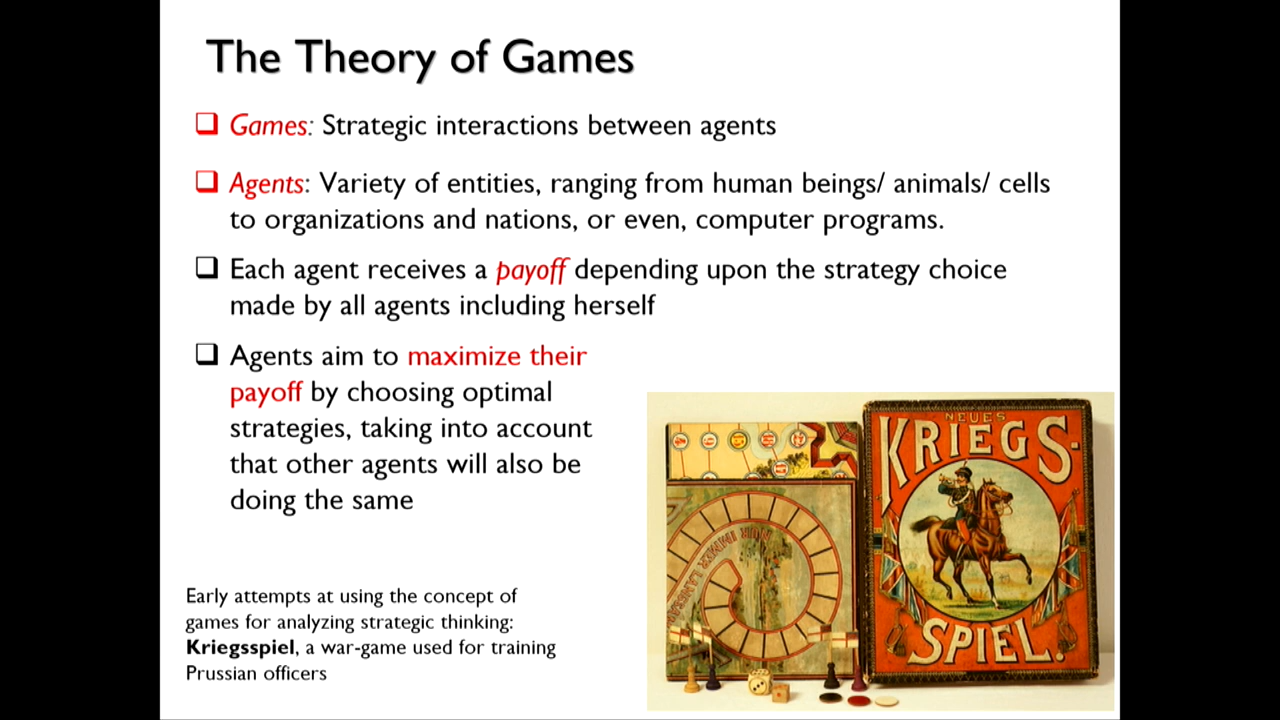 The Theory of Games
Games: Strategic interactions between agents
Agents: Variety of entities, ranging from human beings/ animals/ cells
to organizations and nations, or even, computer programs.
Each agent receives a payoff depending upon the strategy choice
made by all agents including herself
Agents aim to maximize their
payoff by choosing optimal
strategies, taking into account
that other agents will also be
doing the same
NEUES
KRIEGS-
SPIEL.
NUR IMMER LANGSAM
Early attempts at using the concept of
games for analyzing strategic thinking:
Kriegsspiel, a war-game used for training
Prussian officers